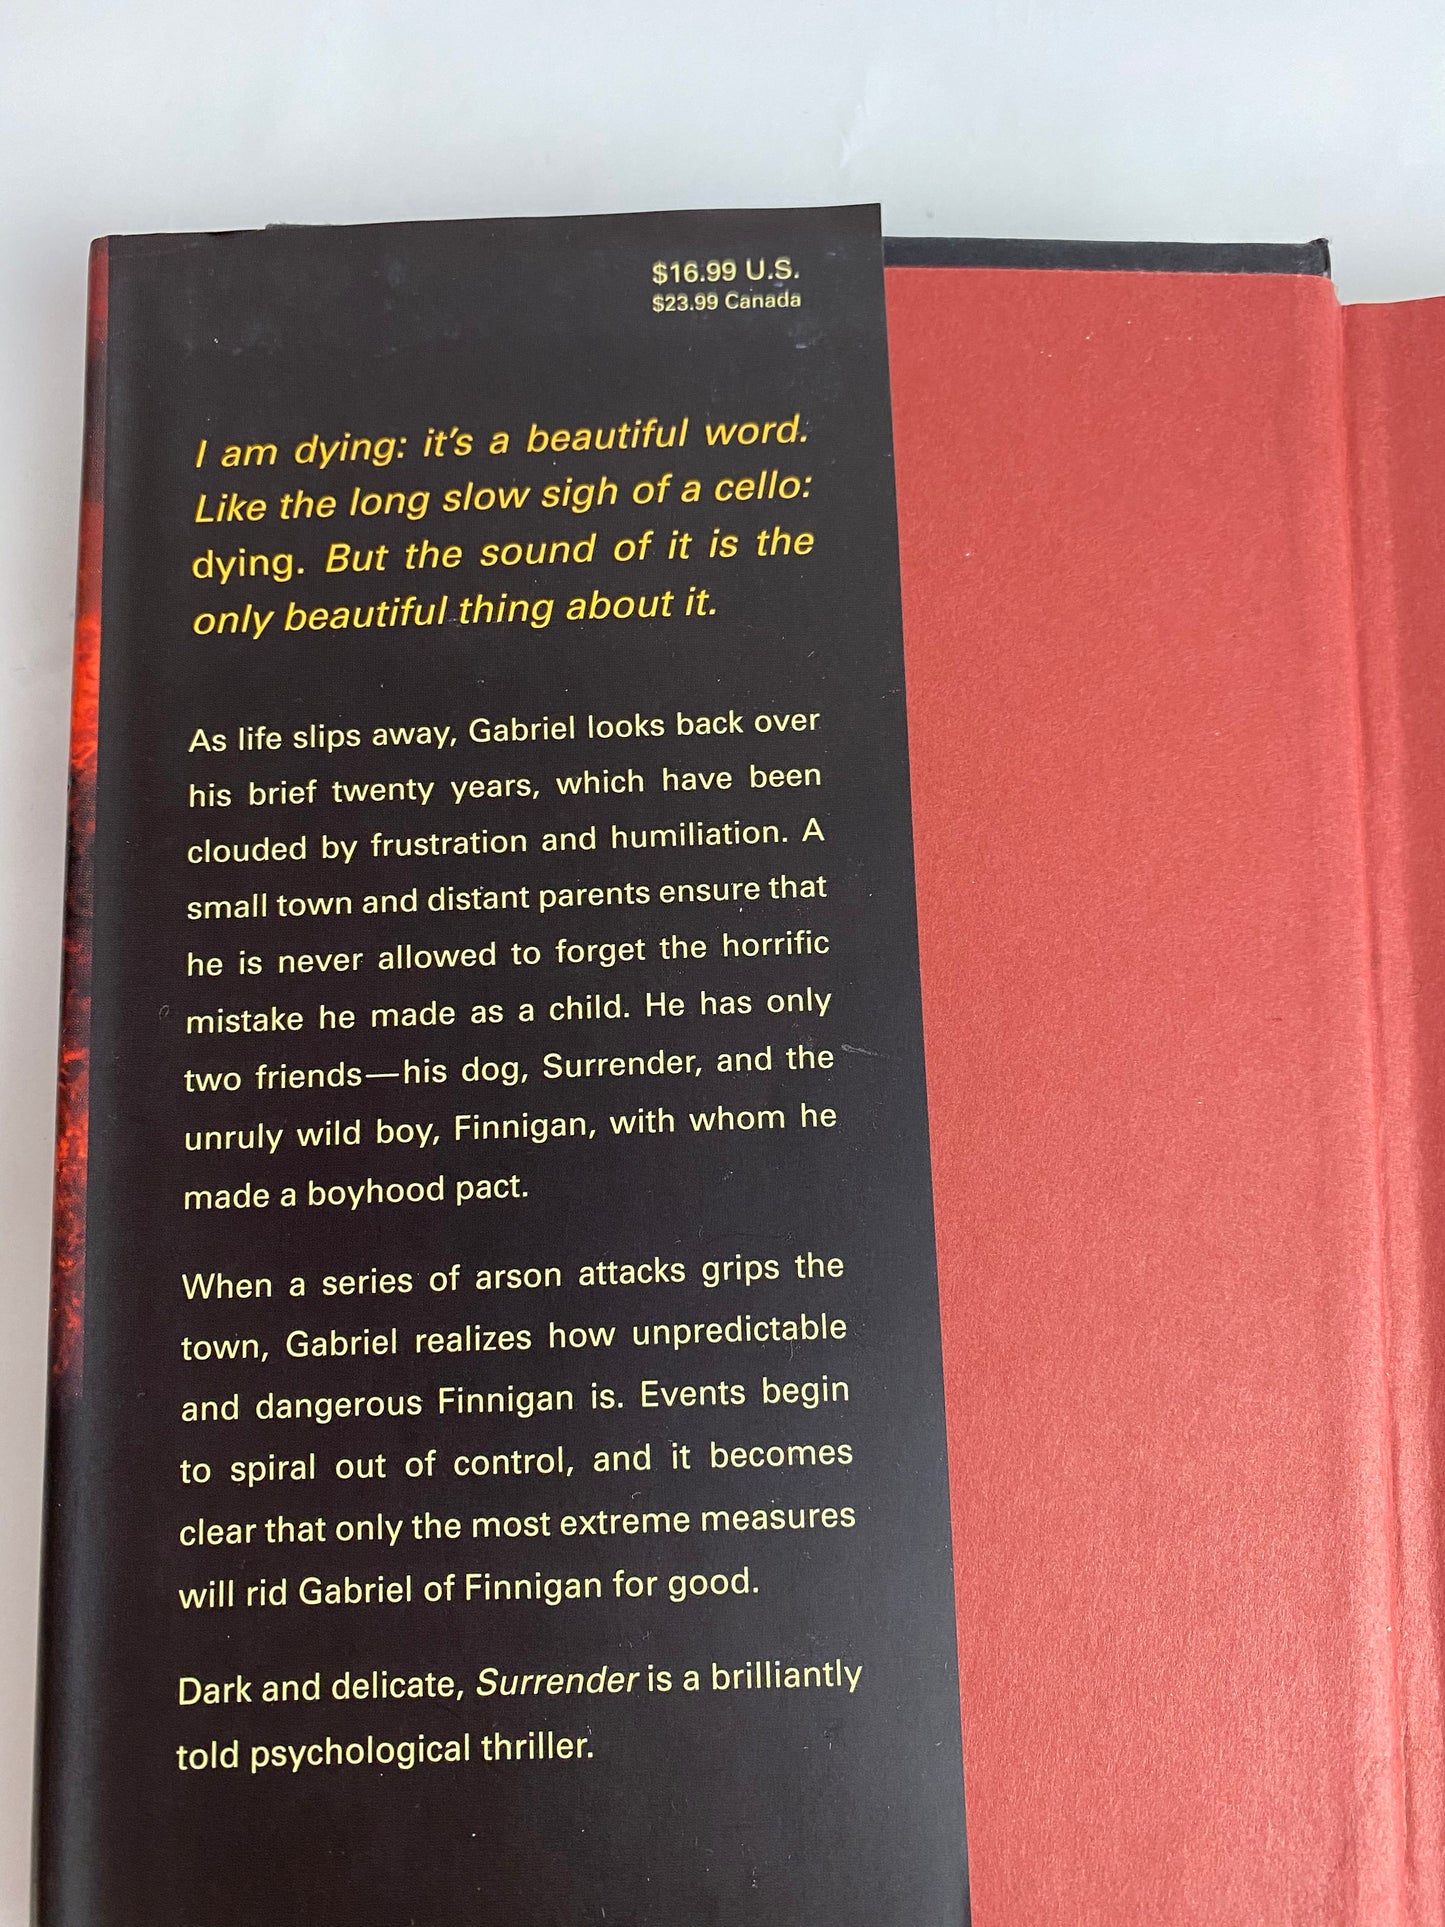 $16.99 U.S.
$23.99 Canada
I am dying: it's a beautiful word.
Like the long slow sigh of a cello:
dying. But the sound of it is the
only beautiful thing about it.
As life slips away, Gabriel looks back over
his brief twenty years, which have been
clouded by frustration and humiliation. A
small town and distant parents ensure that
he is never allowed to forget the horrific
mistake he made as a child. He has only
two friends—his dog, Surrender, and the
unruly wild boy, Finnigan, with whom he
made a boyhood pact.
When a series of arson attacks grips the
town, Gabriel realizes how unpredictable
and dangerous Finnigan is. Events begin
to spiral out of control, and it becomes
clear that only the most extreme measures
will rid Gabriel of Finnigan for good.
Dark and delicate, Surrender is a brilliantly
told psychological thriller.